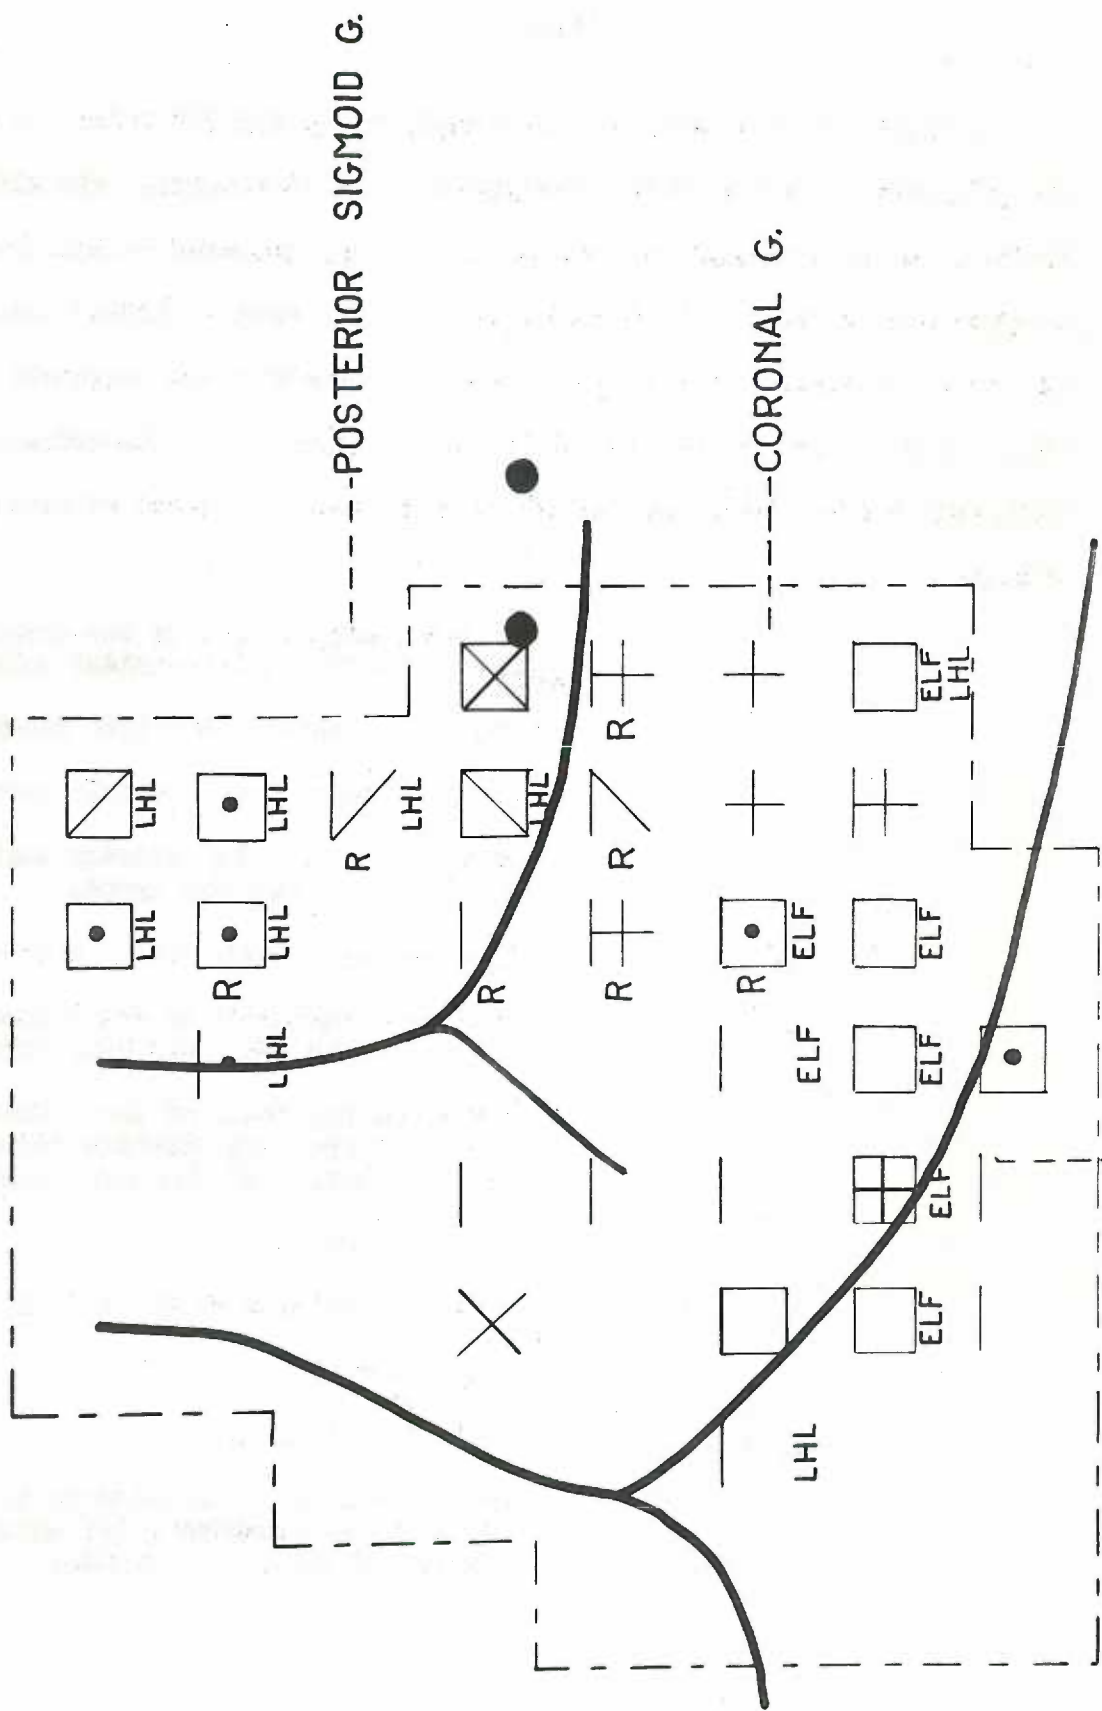 LHL LHL
R
LHL LHL LHL
R POSTERIOR SIGMOID G.
LHL
R
LHL
R R R
R CORONAL G.
LHL ELF ELF
ELF ELF ELF ELF ELF
LHL